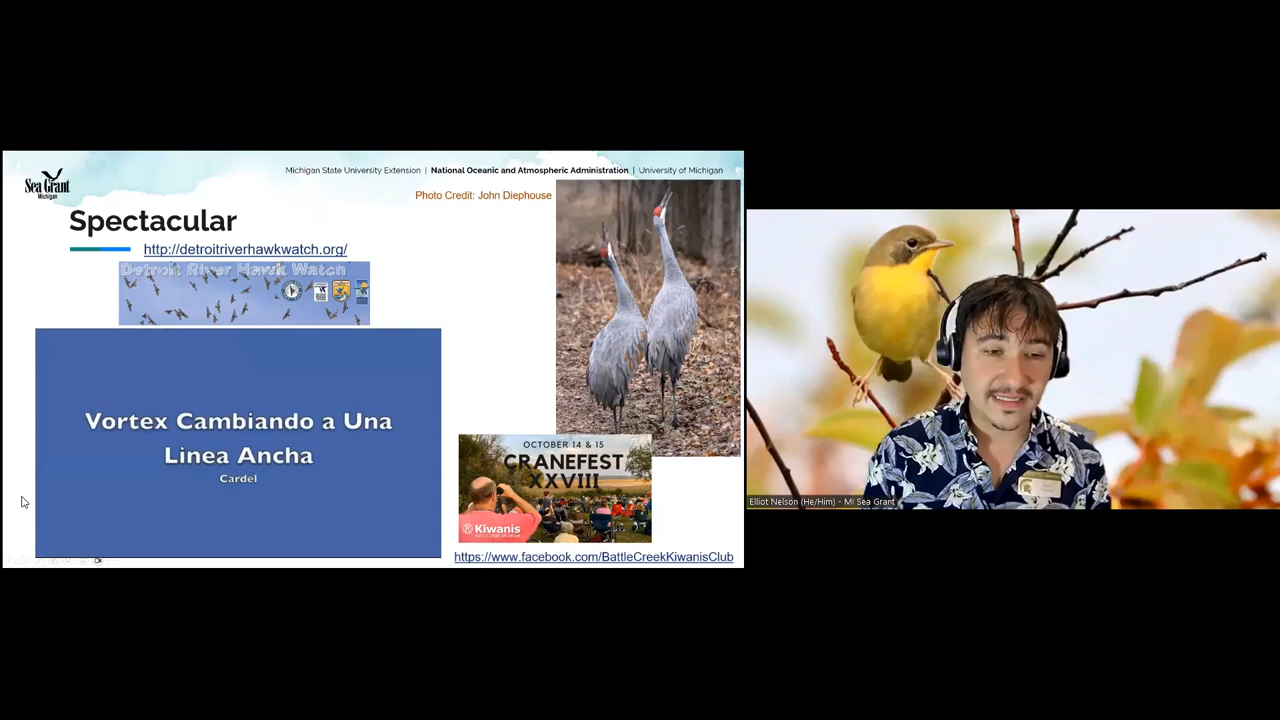 Sea Grant
Michigan
Michigan State University Extension | National Oceanic and Atmospheric Administration | University of Michigan
Photo Credit: John Diephouse
Spectacular
http://detroitriverhawkwatch.org/
Detroit River Hawk Watch
Vortex Cambiando a Una
Linea Ancha
Cardel
OCTOBER 14 & 15
CRANEFEST
XXVIII
Kiwanis
https://www.facebook.com/BattleCreekKiwanisClub
Elliot Nelson (He/Him) - MI Sea Grant